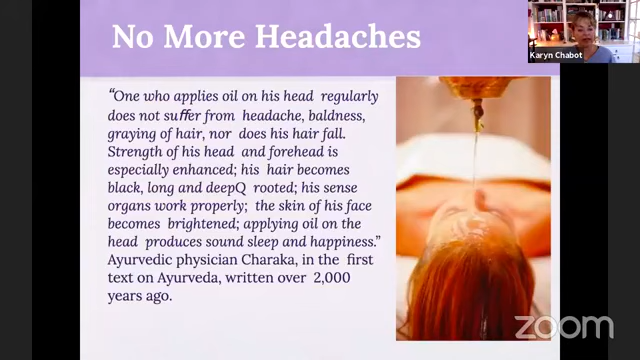 No More Headaches
Karyn Chabot
“One who applies oil on his head regularly
does not suffer from headache, baldness,
graying of hair, nor does his hair fall.
Strength of his head and forehead is
especially enhanced; his hair becomes
black, long and deepQ rooted; his sense
organs work properly; the skin of his face
becomes brightened; applying oil on the
head produces sound sleep and happiness.”
Ayurvedic physician Charaka, in the first
text on Ayurveda, written over 2,000
years ago.
zoom